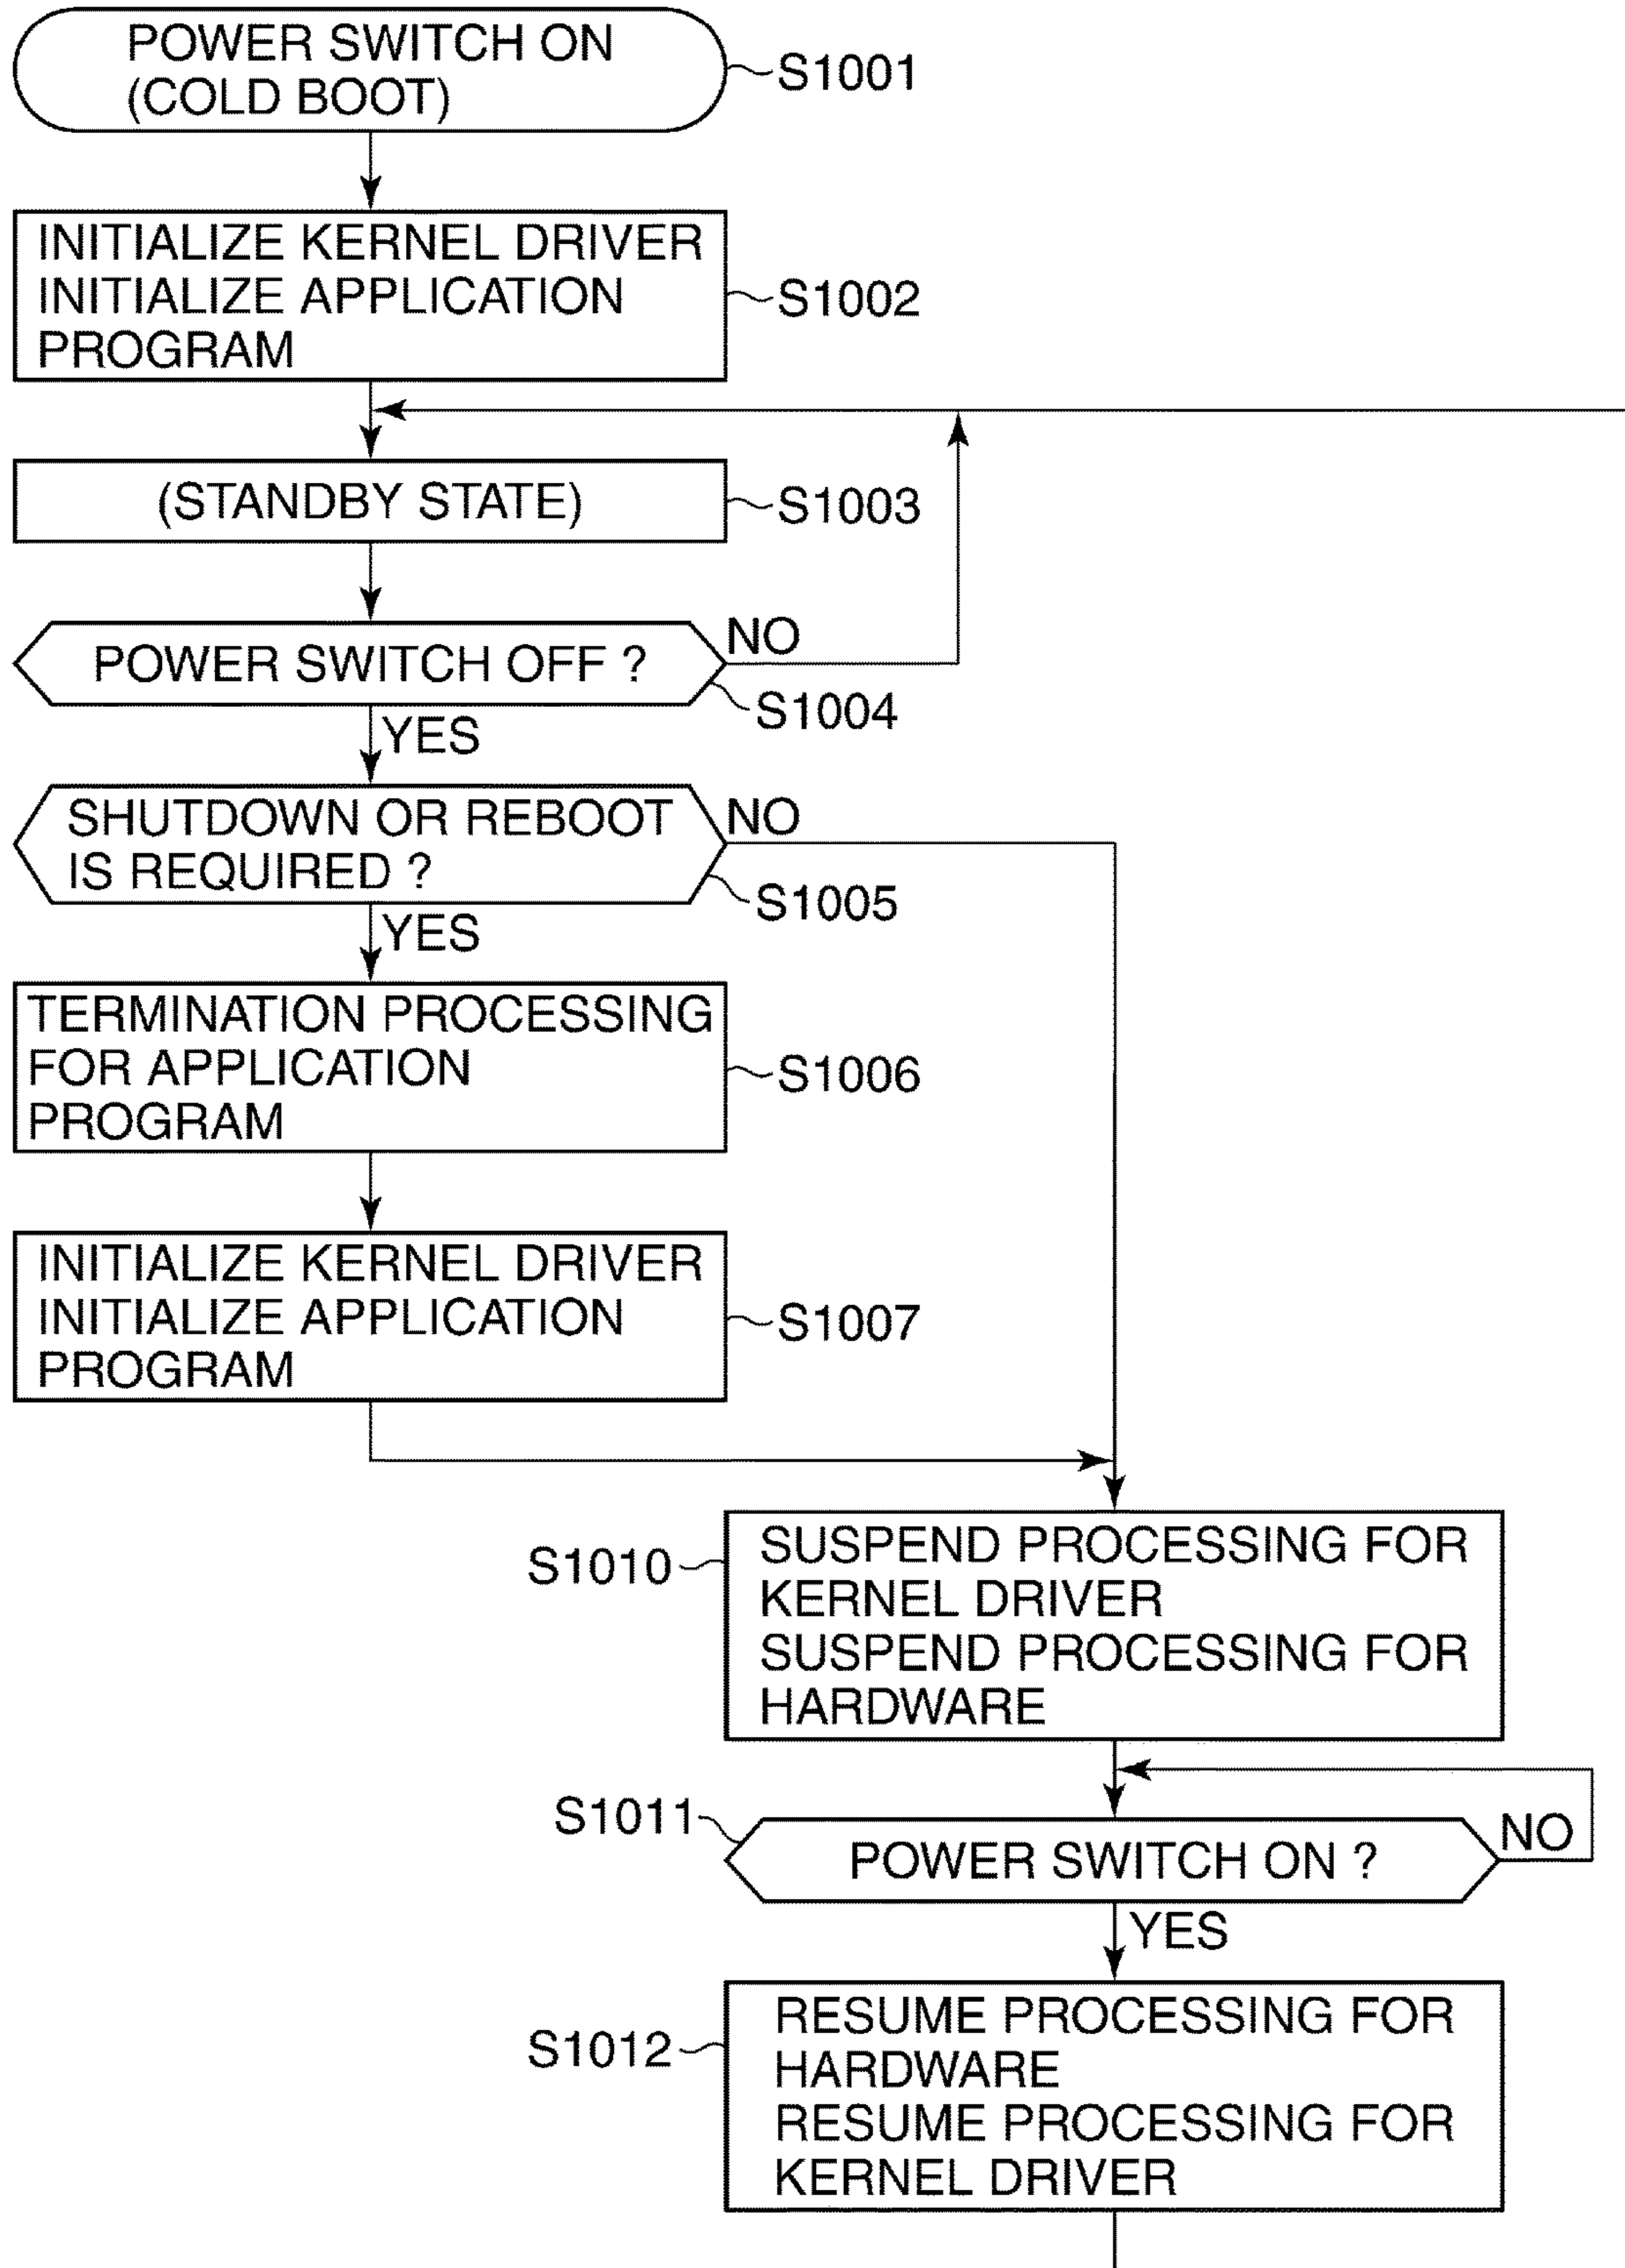 POWER SWITCH ON
(COLD BOOT)
S1001
INITIALIZE KERNEL DRIVER
INITIALIZE APPLICATION
PROGRAM
S1002
(STANDBY STATE)
S1003
POWER SWITCH OFF ?
NO
S1004
YES
SHUTDOWN OR REBOOT
IS REQUIRED ?
NO
S1005
YES
TERMINATION PROCESSING
FOR APPLICATION
PROGRAM
S1006
INITIALIZE KERNEL DRIVER
INITIALIZE APPLICATION
PROGRAM
S1007
S1010
SUSPEND PROCESSING FOR
KERNEL DRIVER
SUSPEND PROCESSING FOR
HARDWARE
S1011
POWER SWITCH ON ?
NO
YES
S1012
RESUME PROCESSING FOR
HARDWARE
RESUME PROCESSING FOR
KERNEL DRIVER